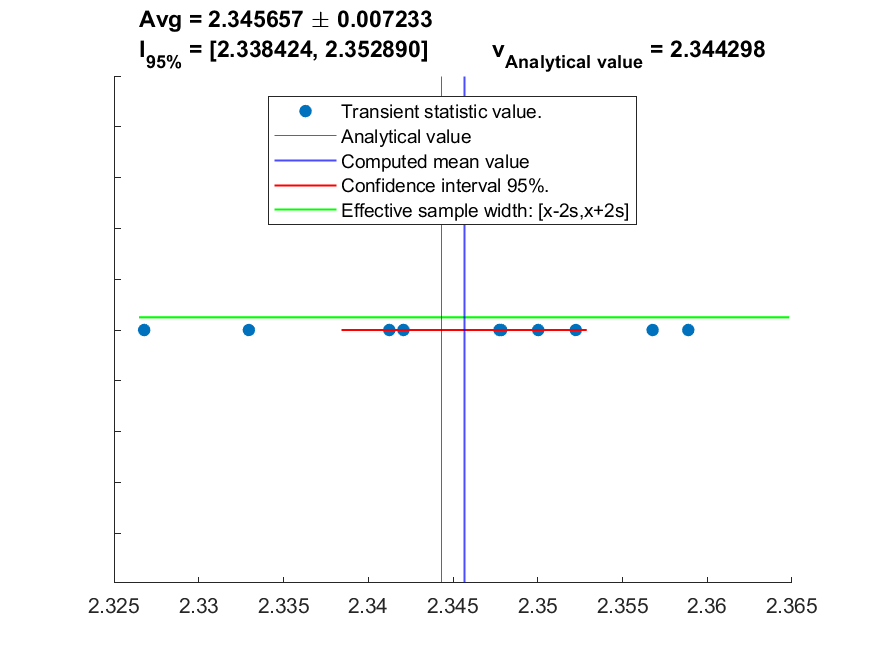 Avg = 2.345657 ± 0.007233
I95% = [2.338424, 2.352890] vAnalytical value = 2.344298
Transient statistic value.
Analytical value
Computed mean value
Confidence interval 95%.
Effective sample width: [x-2s,x+2s]
2.325 2.33 2.335 2.34 2.345 2.35 2.355 2.36 2.365